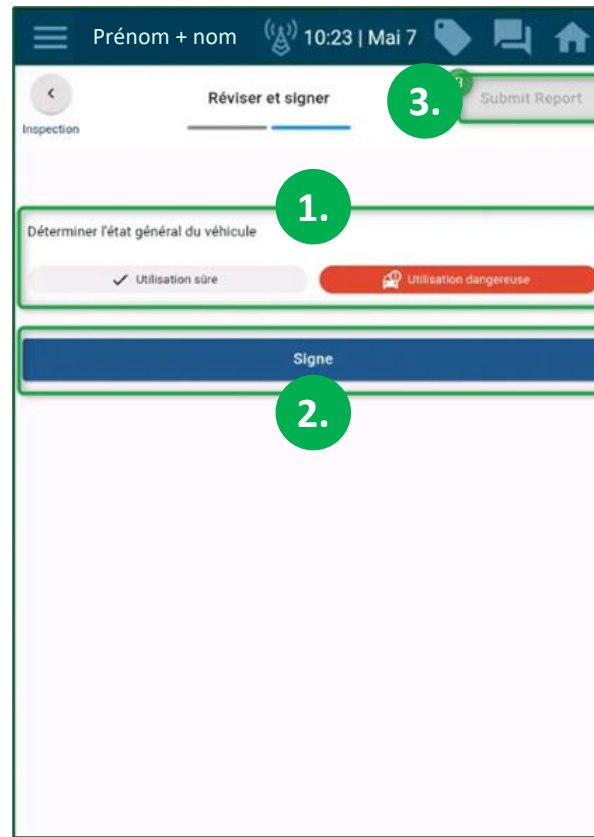 Prénom + nom 10:23 | Mai 7
Réviser et signer
3.
Submit Report
Inspection
1.
Déterminer l'état général du véhicule
Utilisation sûre
Utilisation dangereuse
Signe
2.